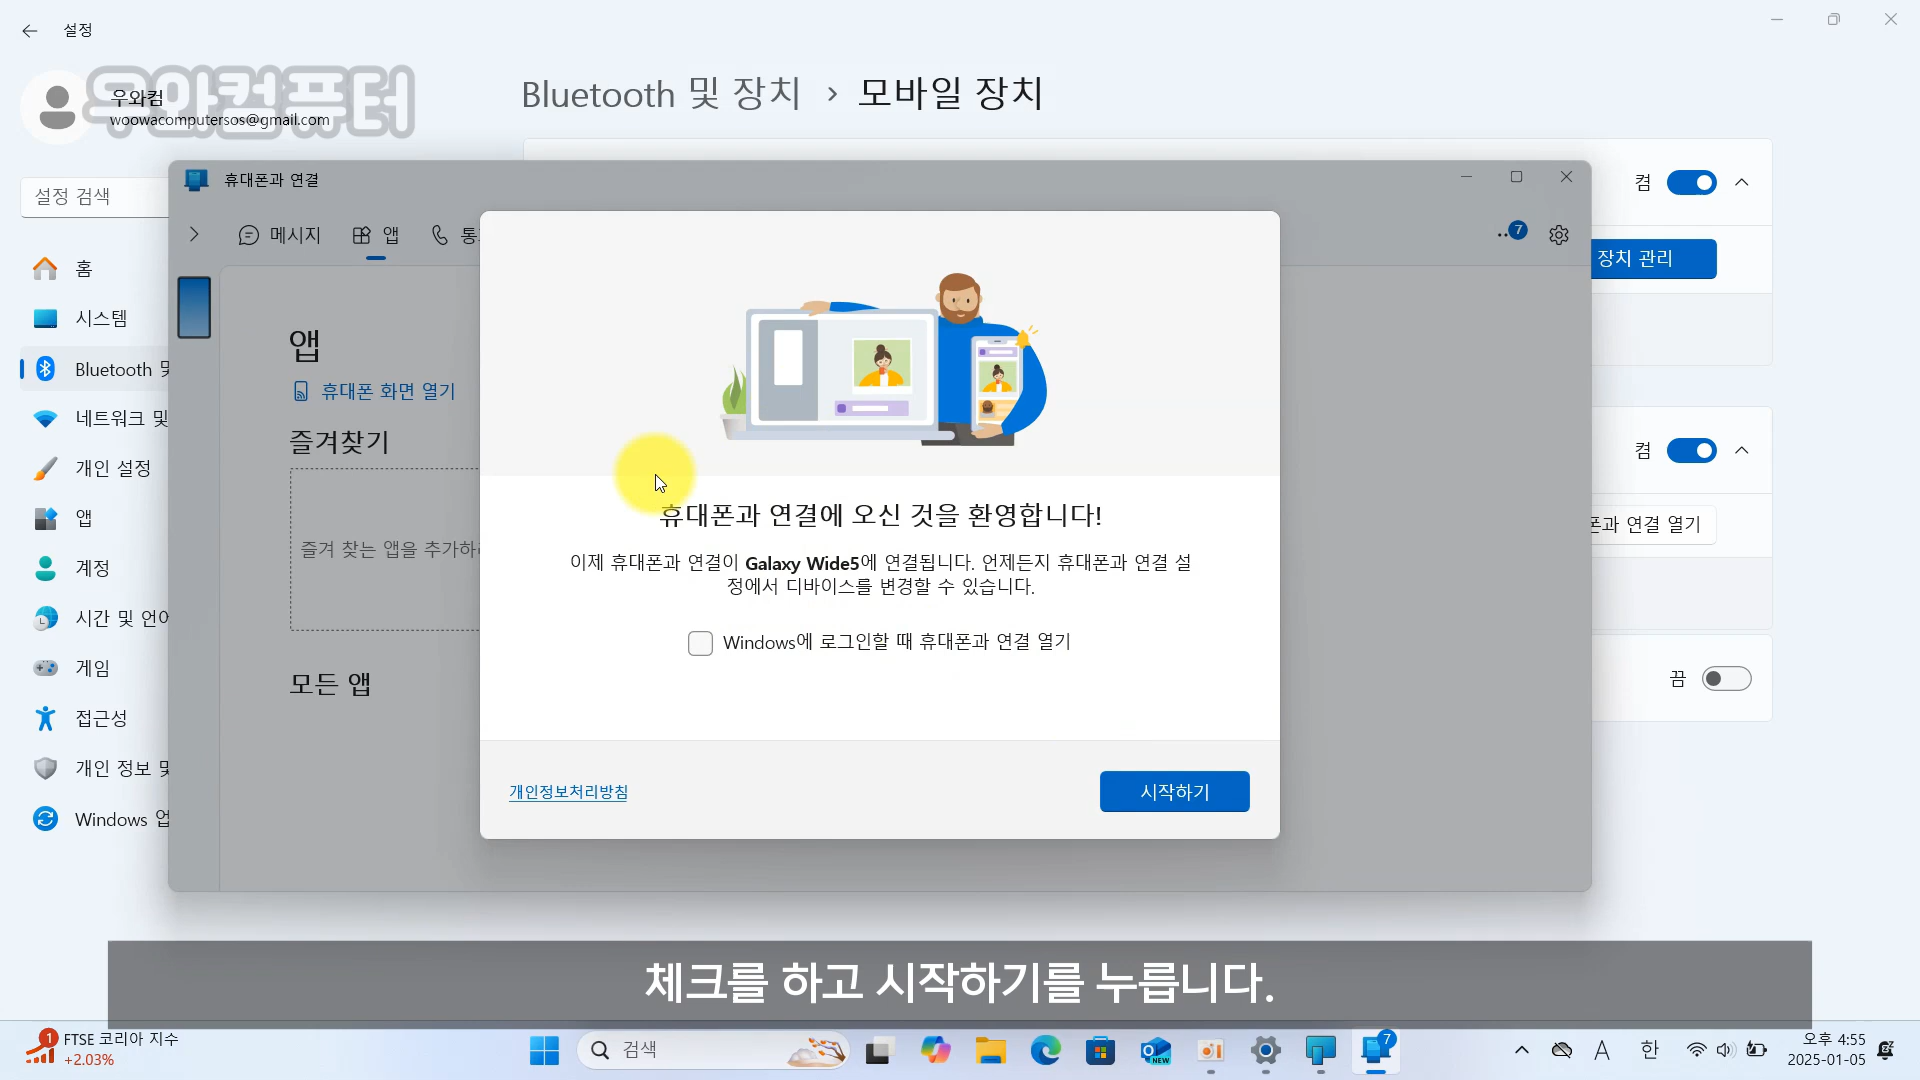 설정
우와컴퓨터
우와컴
woowacomputersos@gmail.com
Bluetooth 및 장치 › 모바일 장치
설정 검색
홈
시스템
Bluetooth 및
네트워크 및
개인 설정
앱
계정
시간 및 언어
게임
접근성
개인 정보 및
Windows 업
켬
장치 관리
켬
폰과 연결 열기
끔
휴대폰과 연결
메시지
앱
통
7
앱
휴대폰 화면 열기
즐겨찾기
즐겨 찾는 앱을 추가하
모든 앱
휴대폰과 연결에 오신 것을 환영합니다!
이제 휴대폰과 연결이 Galaxy Wide5에 연결됩니다. 언제든지 휴대폰과 연결 설
정에서 디바이스를 변경할 수 있습니다.
Windows에 로그인할 때 휴대폰과 연결 열기
개인정보처리방침
시작하기
체크를 하고 시작하기를 누릅니다.
1
FTSE 코리아 지수
+2.03%
검색
NEW
7
A
한
오후 4:55
2025-01-05